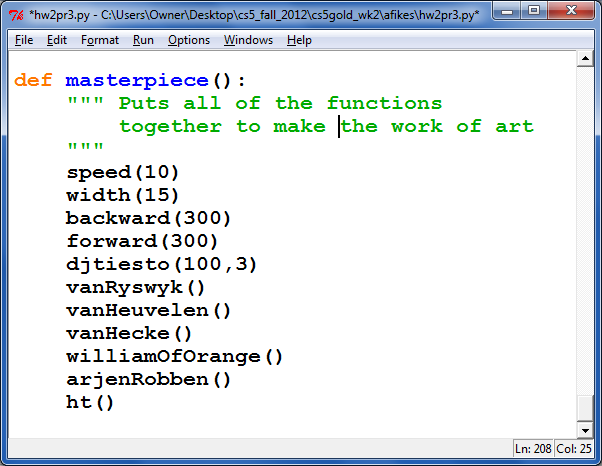 *hw2pr3.py - C:\Users\Owner\Desktop\cs5_fall_2012\cs5gold_wk2\afikes\hw2pr3.py*
File Edit Format Run Options Windows Help
def masterpiece():
    """ Puts all of the functions
        together to make the work of art
    """
    speed(10)
    width(15)
    backward(300)
    forward(300)
    djtiesto(100,3)
    vanRyswyk()
    vanHeuvelen()
    vanHecke()
    williamOfOrange()
    arjenRobben()
    ht()
Ln: 208 Col: 25